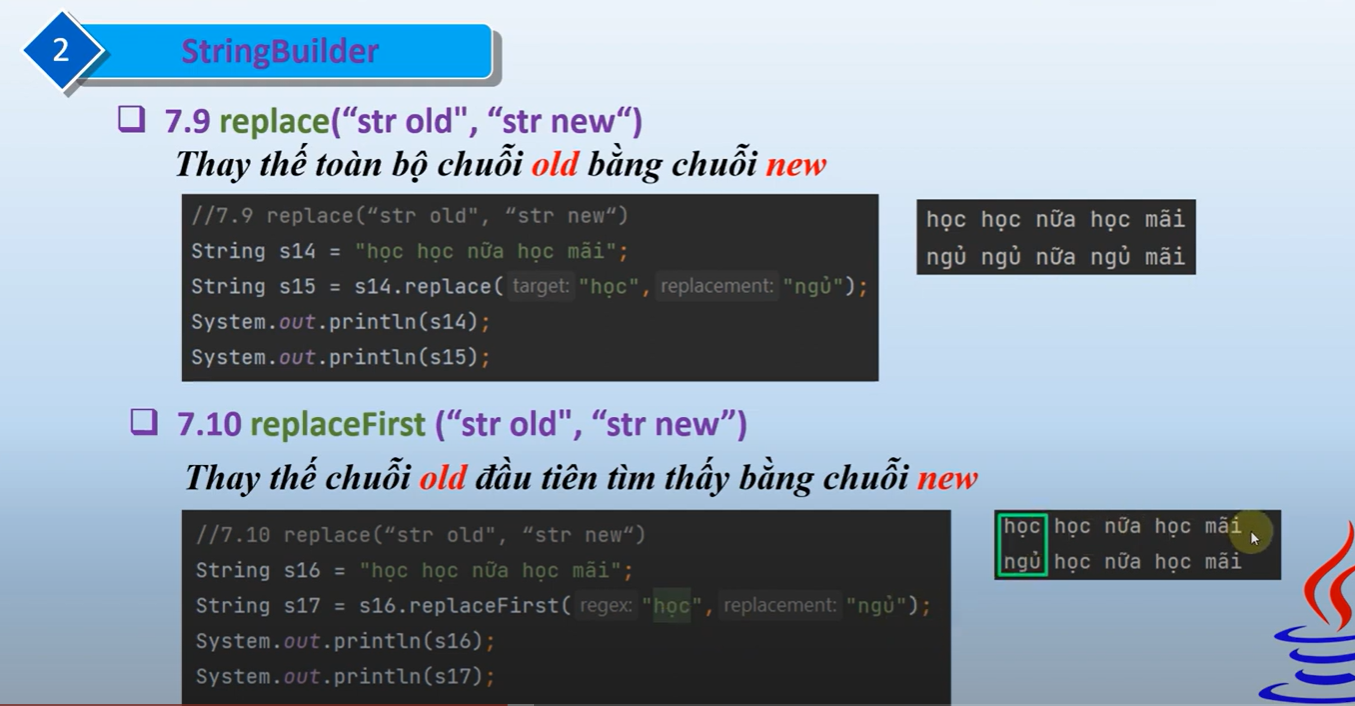 2
StringBuilder
7.9 replace(“str old", “str new“)
Thay thế toàn bộ chuỗi old bằng chuỗi new
//7.9 replace(“str old", “str new“)
String s14 = "học học nữa học mãi";
String s15 = s14.replace( target: "học", replacement: "ngủ");
System.out.println(s14);
System.out.println(s15);
học học nữa học mãi
ngủ ngủ nữa ngủ mãi
7.10 replaceFirst (“str old", “str new”)
Thay thế chuỗi old đầu tiên tìm thấy bằng chuỗi new
//7.10 replace(“str old", “str new“)
String s16 = "học học nữa học mãi";
String s17 = s16.replaceFirst( regex: "học", replacement: "ngủ");
System.out.println(s16);
System.out.println(s17);
học học nữa học mãi
ngủ học nữa học mãi